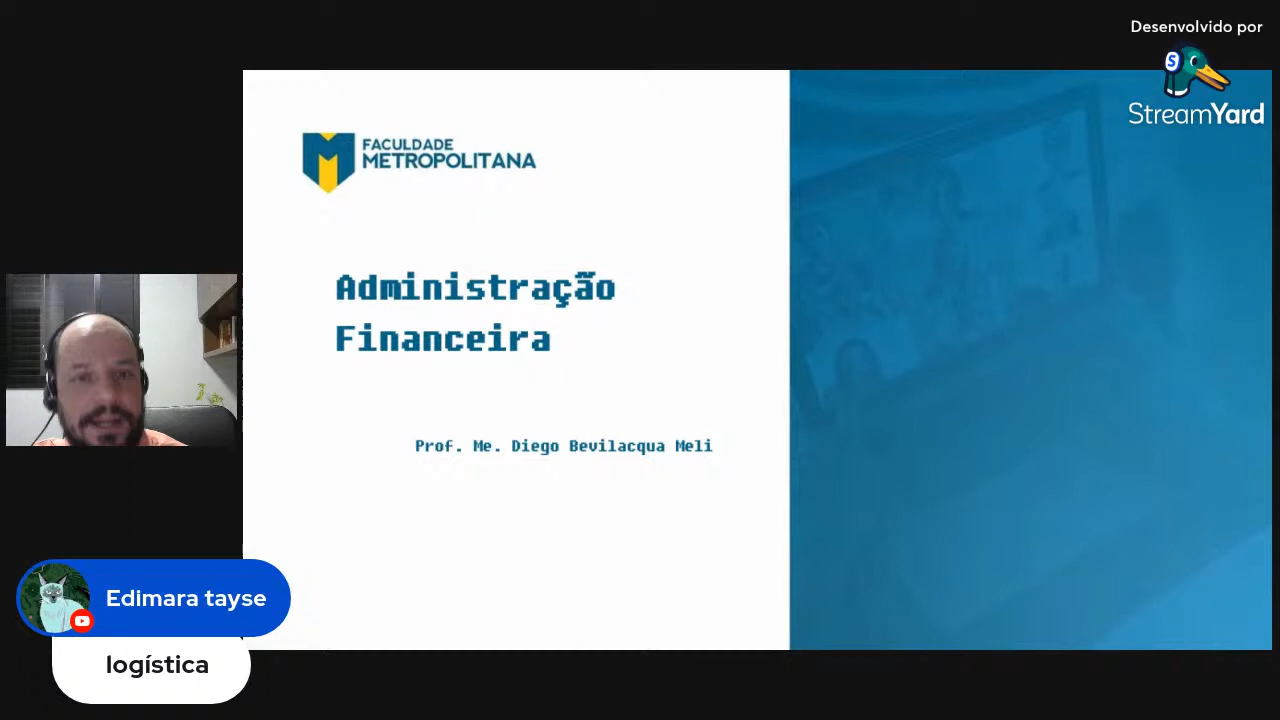 Desenvolvido por
StreamYard
FACULDADE
METROPOLITANA
Administração
Financeira
Prof. Me. Diego Bevilacqua Meli
Edimara tayse
logística